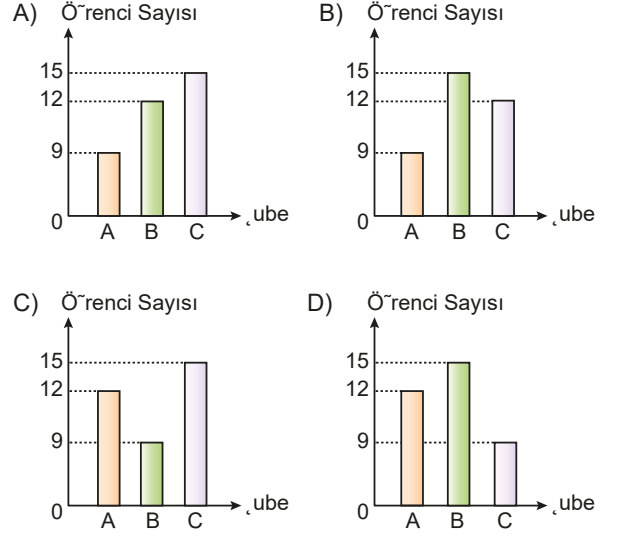 A) Ö˜renci Sayısı
15
12
9
0
A B C
˛ube
B) Ö˜renci Sayısı
15
12
9
0
A B C
˛ube
C) Ö˜renci Sayısı
15
12
9
0
A B C
˛ube
D) Ö˜renci Sayısı
15
12
9
0
A B C
˛ube